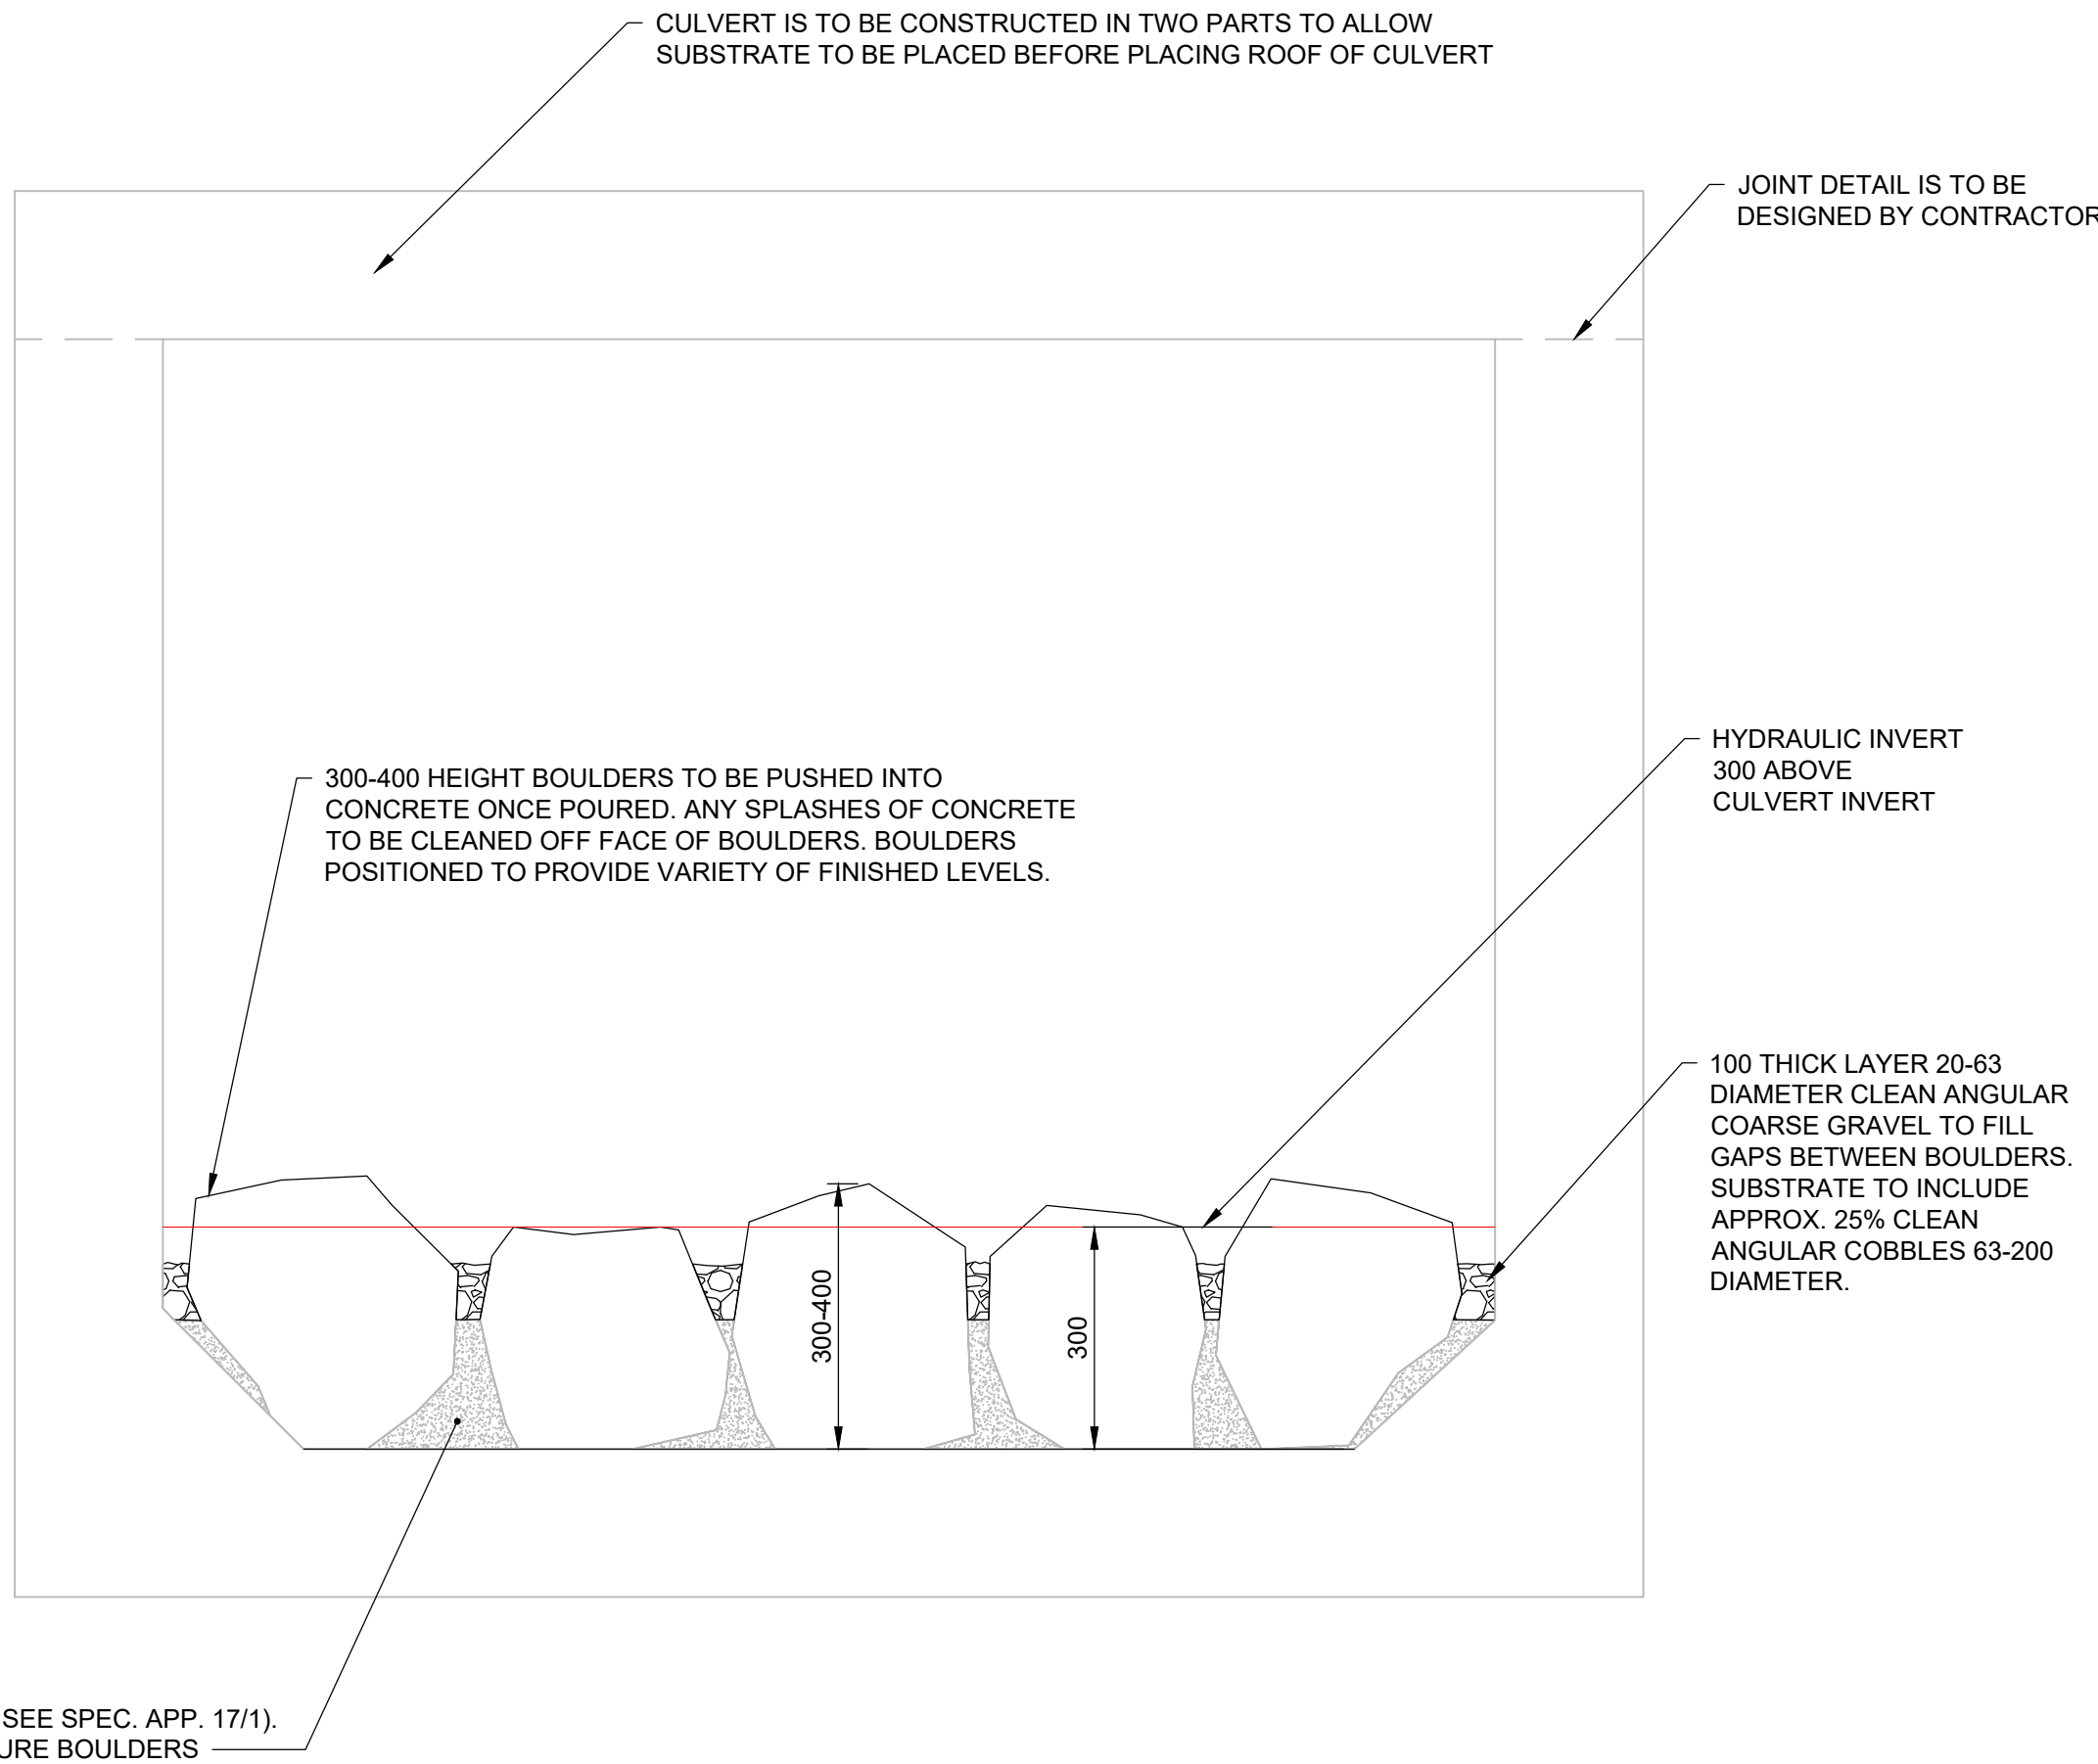 CULVERT IS TO BE CONSTRUCTED IN TWO PARTS TO ALLOW
SUBSTRATE TO BE PLACED BEFORE PLACING ROOF OF CULVERT
JOINT DETAIL IS TO BE
DESIGNED BY CONTRACTOR
HYDRAULIC INVERT
300 ABOVE
CULVERT INVERT
300-400 HEIGHT BOULDERS TO BE PUSHED INTO
CONCRETE ONCE POURED. ANY SPLASHES OF CONCRETE
TO BE CLEANED OFF FACE OF BOULDERS. BOULDERS
POSITIONED TO PROVIDE VARIETY OF FINISHED LEVELS.
100 THICK LAYER 20-63
DIAMETER CLEAN ANGULAR
COARSE GRAVEL TO FILL
GAPS BETWEEN BOULDERS.
SUBSTRATE TO INCLUDE
APPROX. 25% CLEAN
ANGULAR COBBLES 63-200
DIAMETER.
300-400
300
SEE SPEC. APP. 17/1).
URE BOULDERS